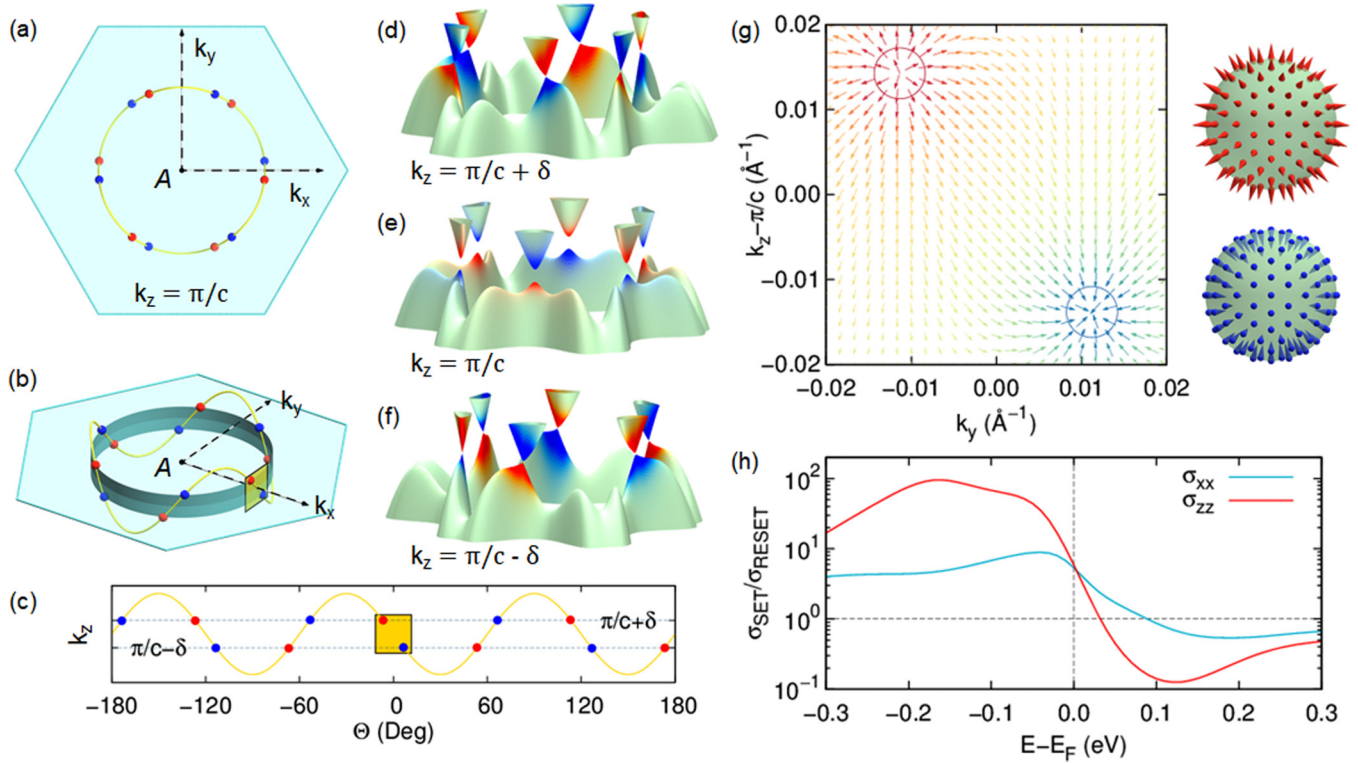 (a)
k_y
A
k_x
k_z = π/c
(b)
k_y
A
k_x
(c)
k_z
π/c−δ
π/c+δ
−180 −120 −60 0 60 120 180
Θ (Deg)
(d)
k_z = π/c + δ
(e)
k_z = π/c
(f)
k_z = π/c - δ
(g)
k_z−π/c (Å⁻¹)
0.02
0.01
0.00
−0.01
−0.02
−0.02 −0.01 0.00 0.01 0.02
k_y (Å⁻¹)
(h)
σ_SET/σ_RESET
10²
10¹
10⁰
10⁻¹
σ_xx
σ_zz
−0.3 −0.2 −0.1 0.0 0.1 0.2 0.3
E−E_F (eV)